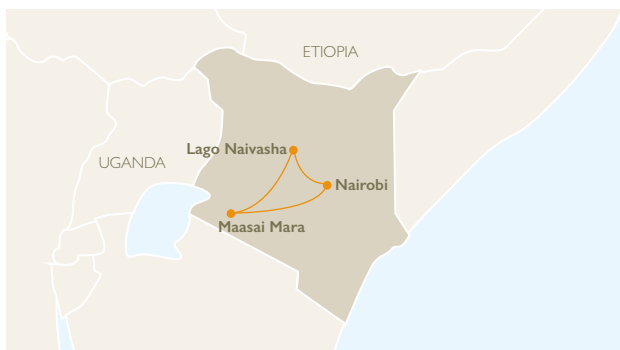 ETIOPIA
Lago Naivasha
UGANDA
Nairobi
Maasai Mara